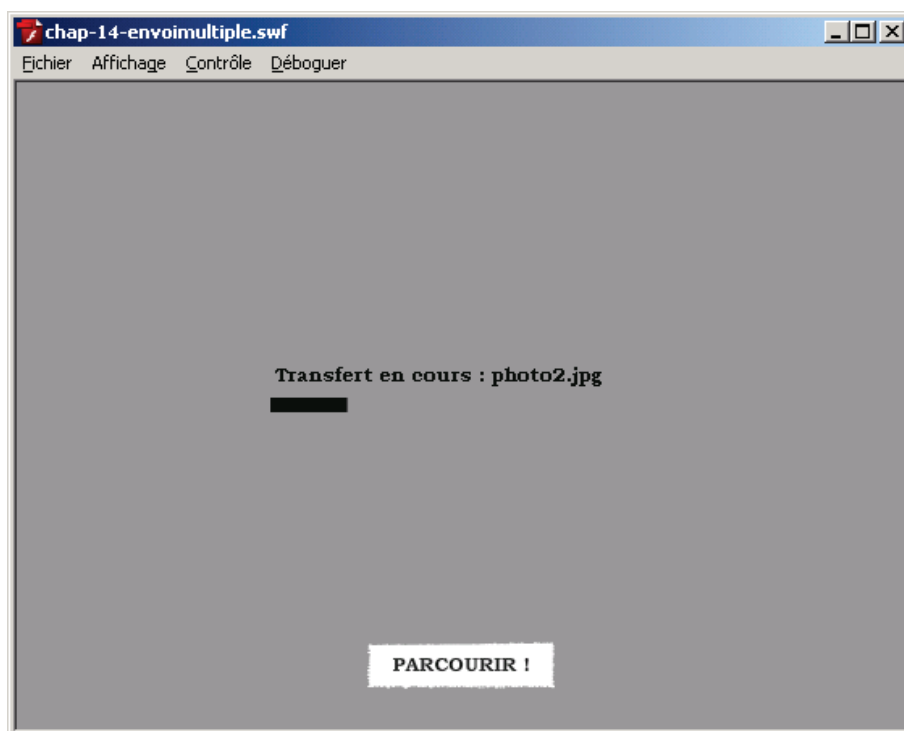 chap-14-envoimultiple.swf
Fichier Affichage Contrôle Déboguer
Transfert en cours : photo2.jpg
PARCOURIR !